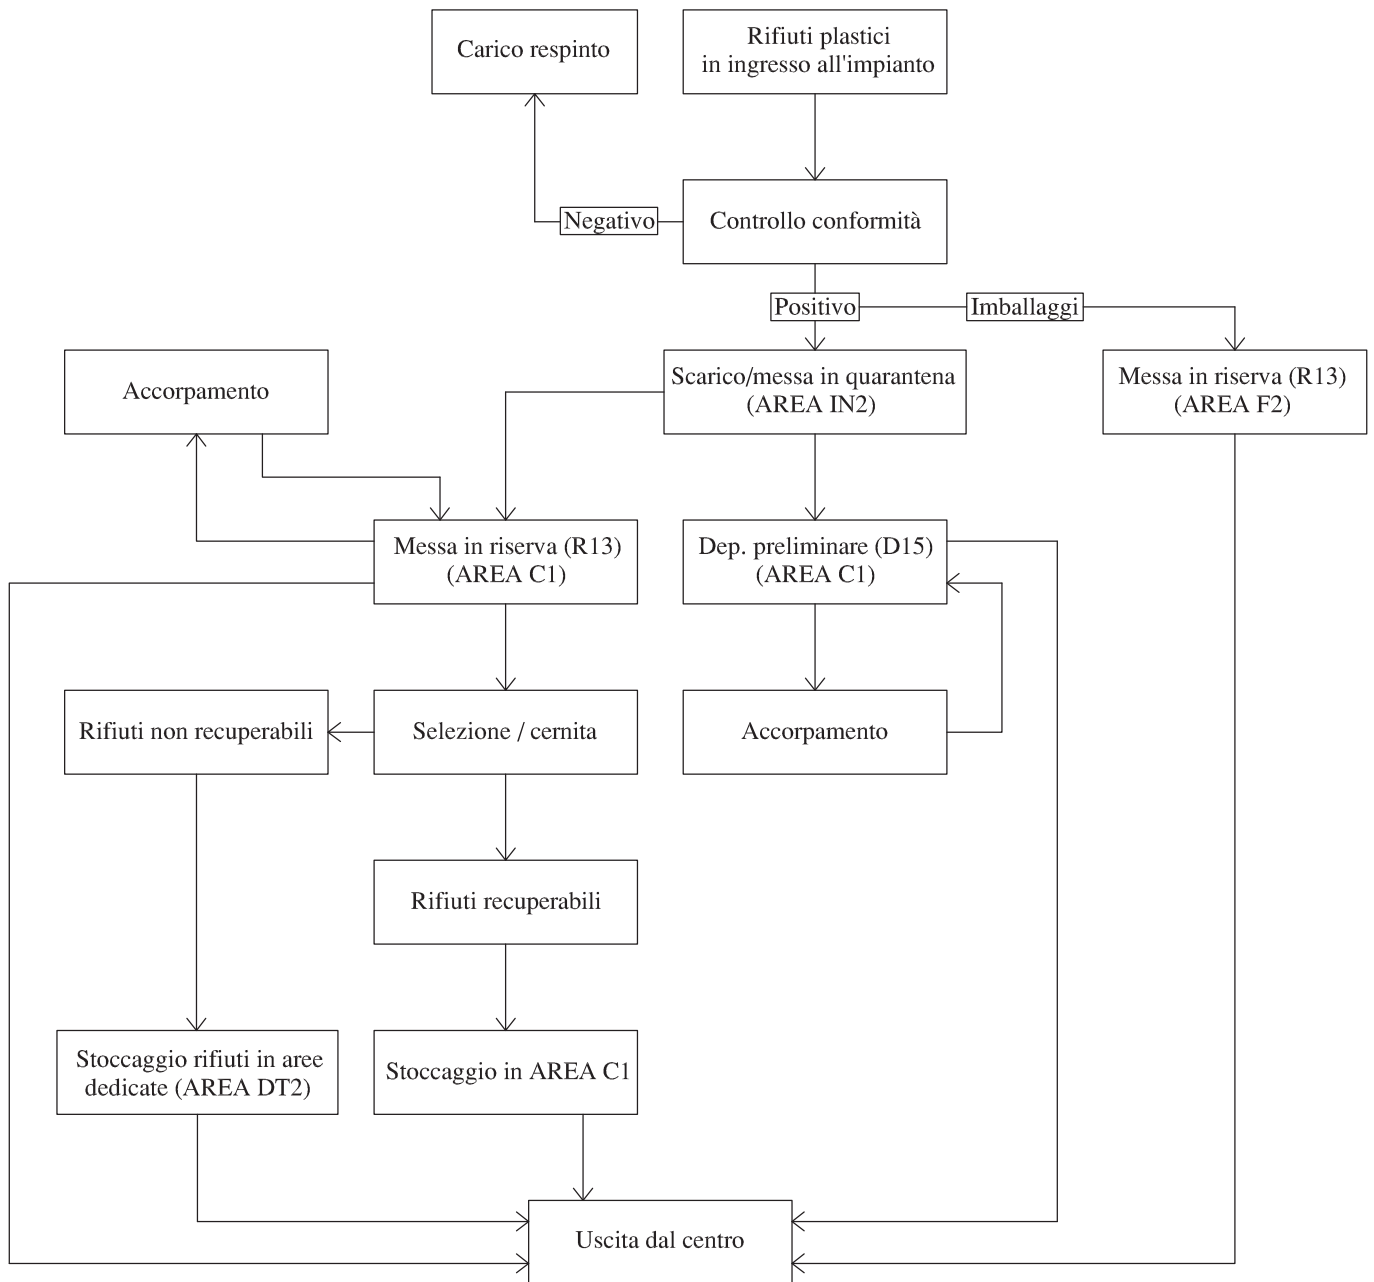 Carico respinto
Rifiuti plastici
in ingresso all'impianto
Negativo
Controllo conformità
Positivo
Imballaggi
Accorpamento
Scarico/messa in quarantena
(AREA IN2)
Messa in riserva (R13)
(AREA F2)
Messa in riserva (R13)
(AREA C1)
Dep. preliminare (D15)
(AREA C1)
Rifiuti non recuperabili
Selezione / cernita
Accorpamento
Rifiuti recuperabili
Stoccaggio rifiuti in aree
dedicate (AREA DT2)
Stoccaggio in AREA C1
Uscita dal centro